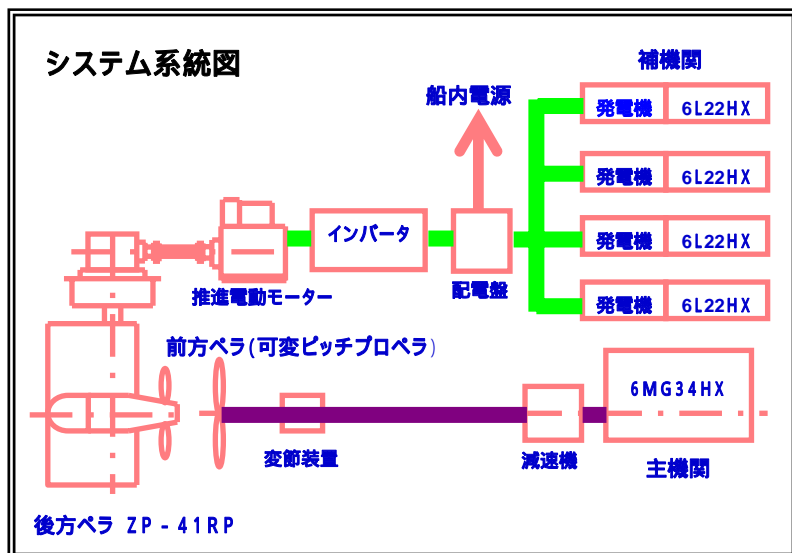 システム系統図
補機関
船内電源
発電機 6L22HX
発電機 6L22HX
発電機 6L22HX
発電機 6L22HX
インバータ
配電盤
推進電動モーター
前方ペラ(可変ピッチプロペラ)
6MG34HX
変節装置
減速機
主機関
後方ペラ ZP-41RP